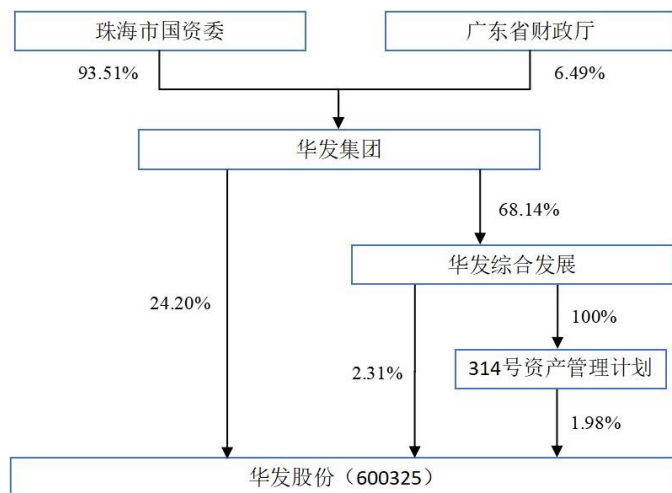 珠海市国资委
广东省财政厅
93.51%
6.49%
华发集团
68.14%
华发综合发展
24.20%
100%
314号资产管理计划
2.31%
1.98%
华发股份（600325）